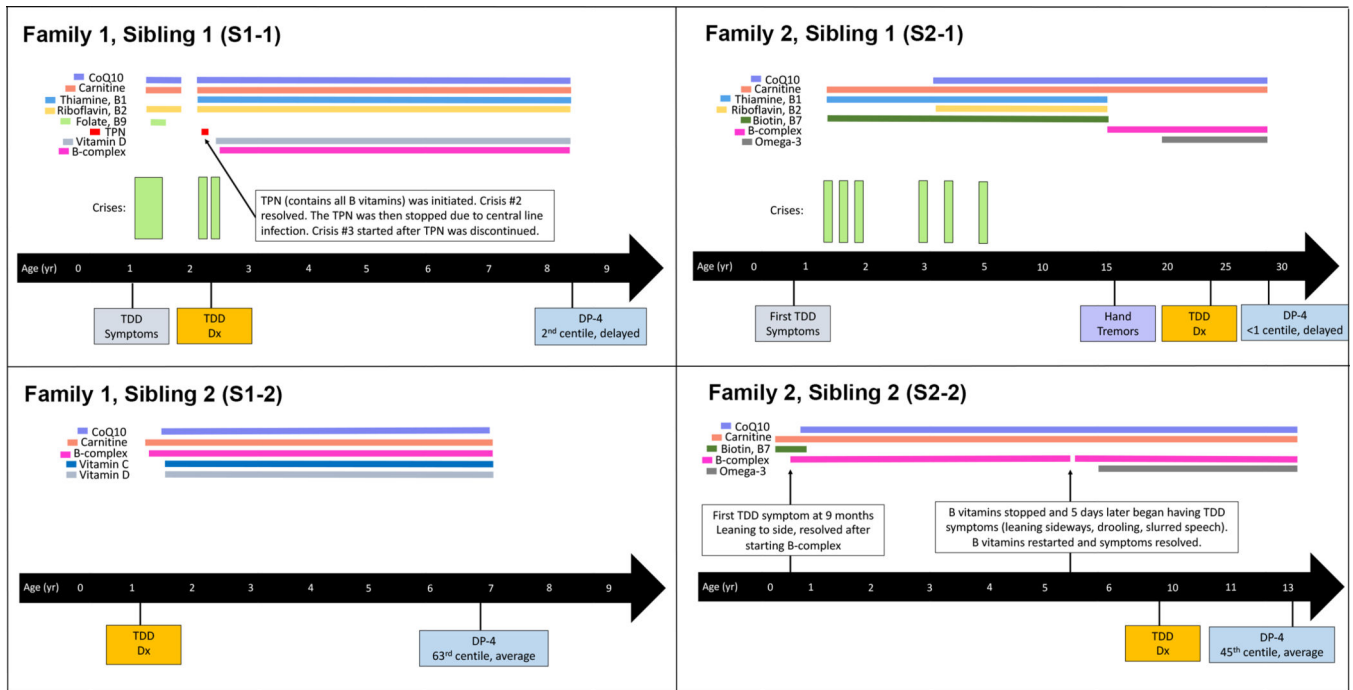 Family 1, Sibling 1 (S1-1)
CoQ10
Carnitine
Thiamine, B1
Riboflavin, B2
Folate, B9
TPN
Vitamin D
B-complex
Crises:
TPN (contains all B vitamins) was initiated. Crisis #2
resolved. The TPN was then stopped due to central line
infection. Crisis #3 started after TPN was discontinued.
Age (yr) 0 1 2 3 4 5 6 7 8 9
TDD
Symptoms
TDD
Dx
DP-4
2nd centile, delayed
Family 2, Sibling 1 (S2-1)
CoQ10
Carnitine
Thiamine, B1
Riboflavin, B2
Biotin, B7
B-complex
Omega-3
Crises:
Age (yr) 0 1 2 3 5 10 15 20 25 30
First TDD
Symptoms
Hand
Tremors
TDD
Dx
DP-4
<1 centile, delayed
Family 1, Sibling 2 (S1-2)
CoQ10
Carnitine
B-complex
Vitamin C
Vitamin D
Age (yr) 0 1 2 3 4 5 6 7 8 9
TDD
Dx
DP-4
63rd centile, average
Family 2, Sibling 2 (S2-2)
CoQ10
Carnitine
Biotin, B7
B-complex
Omega-3
First TDD symptom at 9 months
Leaning to side, resolved after
starting B-complex
B vitamins stopped and 5 days later began having TDD
symptoms (leaning sideways, drooling, slurred speech).
B vitamins restarted and symptoms resolved.
Age (yr) 0 1 2 3 4 5 6 10 11 13
TDD
Dx
DP-4
45th centile, average